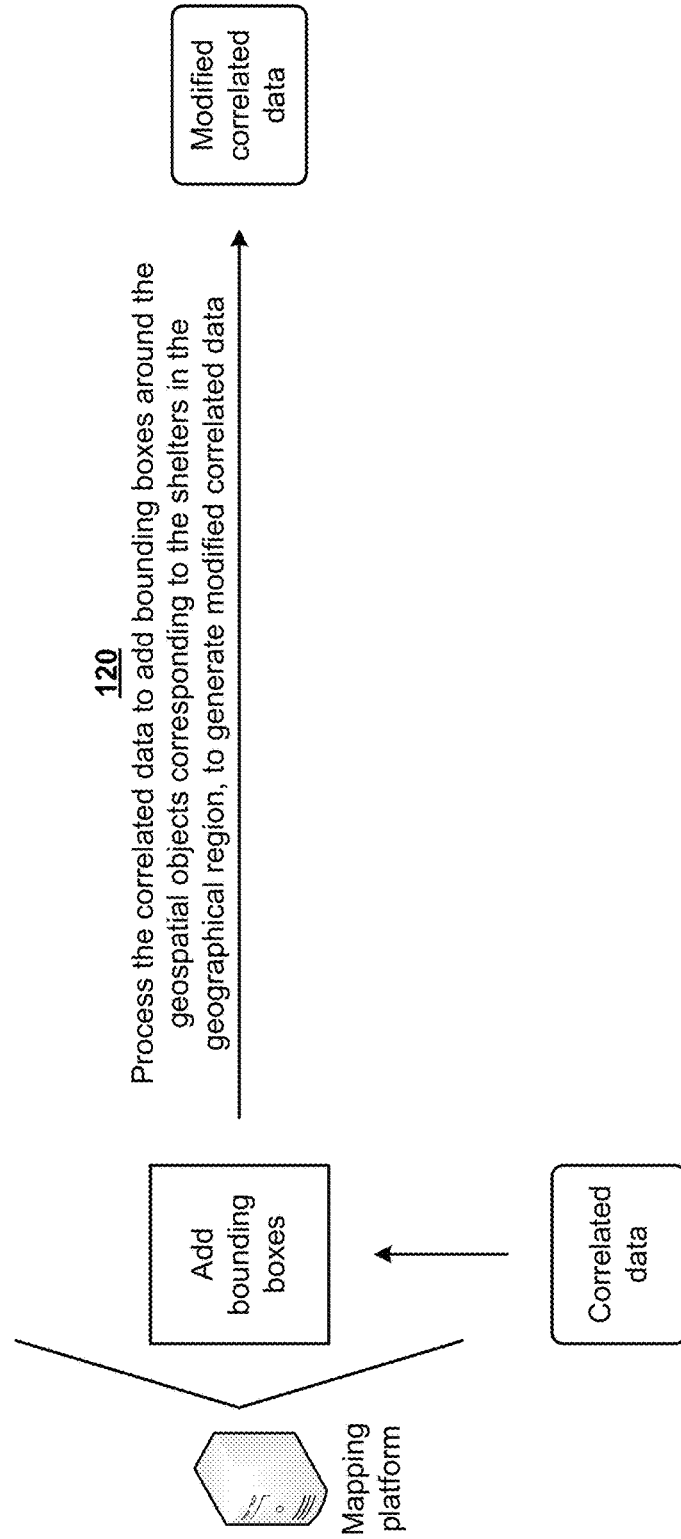 120
Process the correlated data to add bounding boxes around the
geospatial objects corresponding to the shelters in the
geographical region, to generate modified correlated data
Mapping
platform
Add
bounding
boxes
Correlated
data
Modified
correlated
data